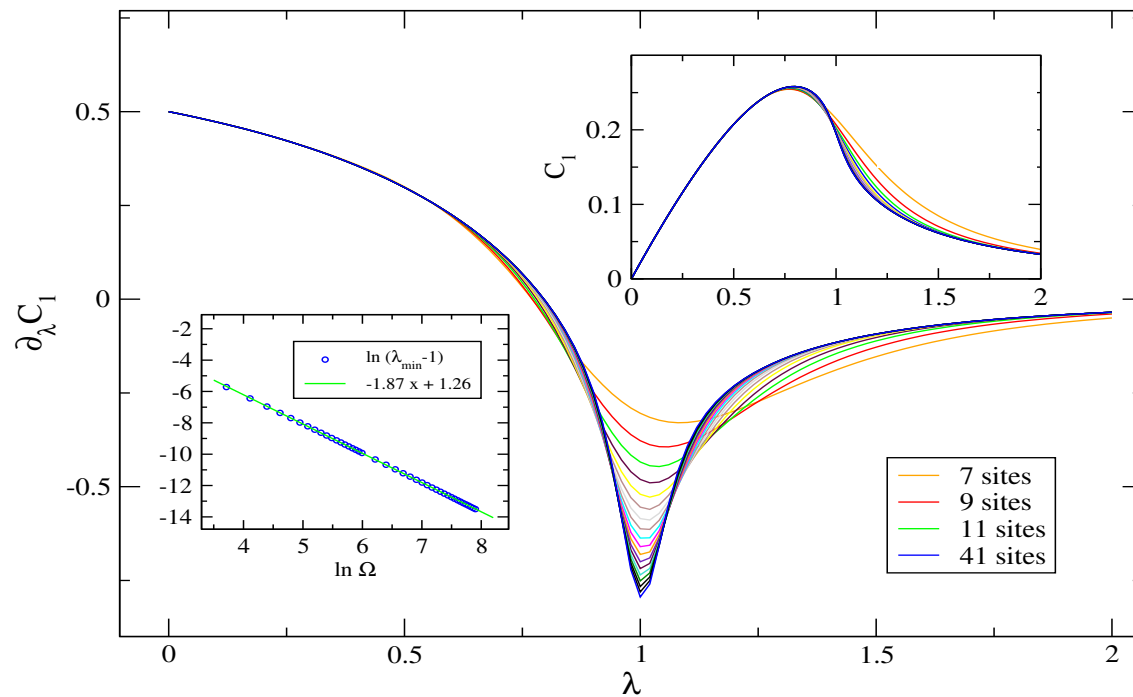 0.5
0
-0.5
∂λC1
0
0.5
1
1.5
2
λ
0.2
0.1
0
C1
0
0.5
1
1.5
2
-2
-4
-6
-8
-10
-12
-14
4
5
6
7
8
ln Ω
ln (λmin-1)
-1.87 x + 1.26
7 sites
9 sites
11 sites
41 sites